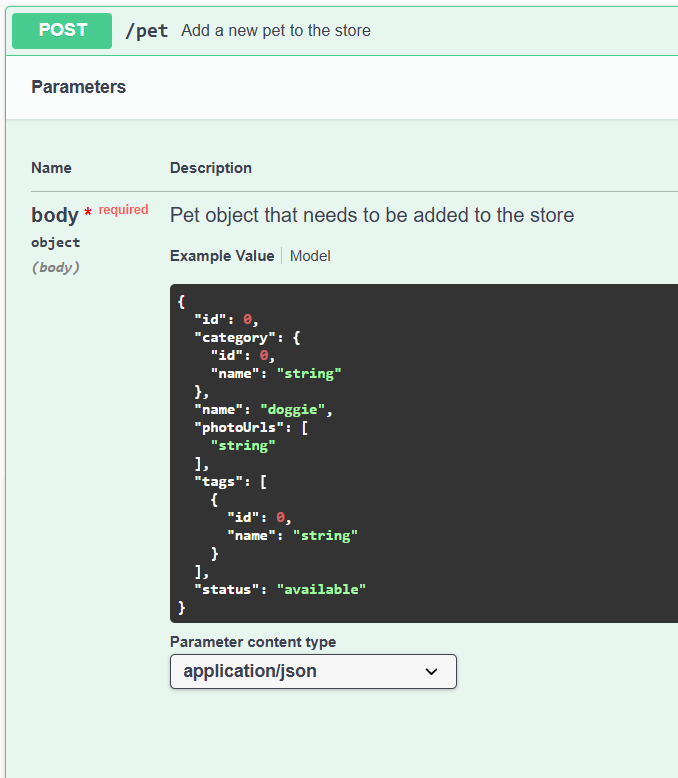 POST /pet Add a new pet to the store
Parameters
Name Description
body * required Pet object that needs to be added to the store
object
(body)
Example Value Model
{
  "id": 0,
  "category": {
    "id": 0,
    "name": "string"
  },
  "name": "doggie",
  "photoUrls": [
    "string"
  ],
  "tags": [
    {
      "id": 0,
      "name": "string"
    }
  ],
  "status": "available"
}
Parameter content type
application/json